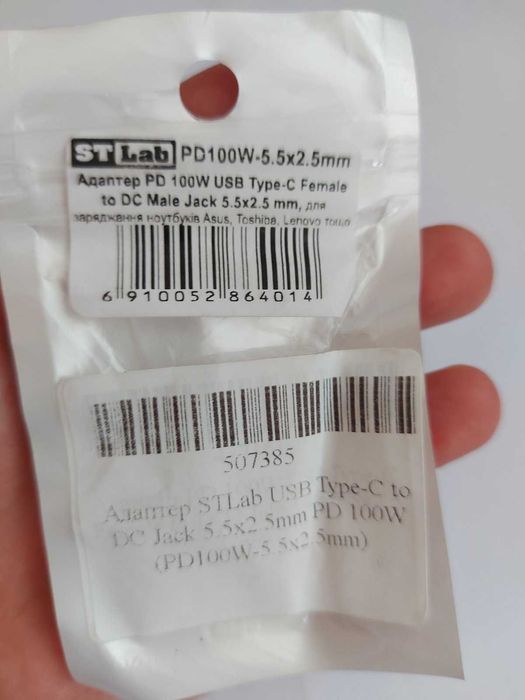 ST Lab PD100W-5.5x2.5mm
Адаптер PD 100W USB Type-C Female
to DC Male Jack 5.5x2.5 mm, для
заряджання ноутбуків Asus, Toshiba, Lenovo тощо
6 910052 864014
507385
Адаптер STLab USB Type-C to
DC Jack 5.5x2.5mm PD 100W
(PD100W-5.5x2.5mm)